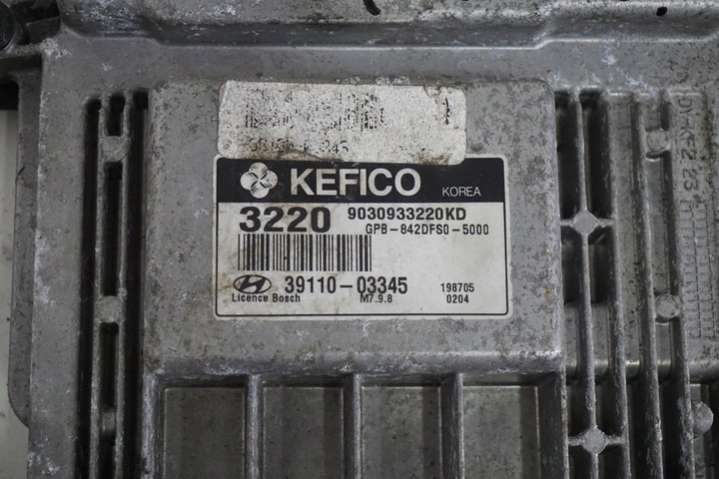 KEFICO KOREA
3220 9030933220KD
GPB-842DFS0-5000
39110-03345 198705
Licence Bosch M7.9.8 0204